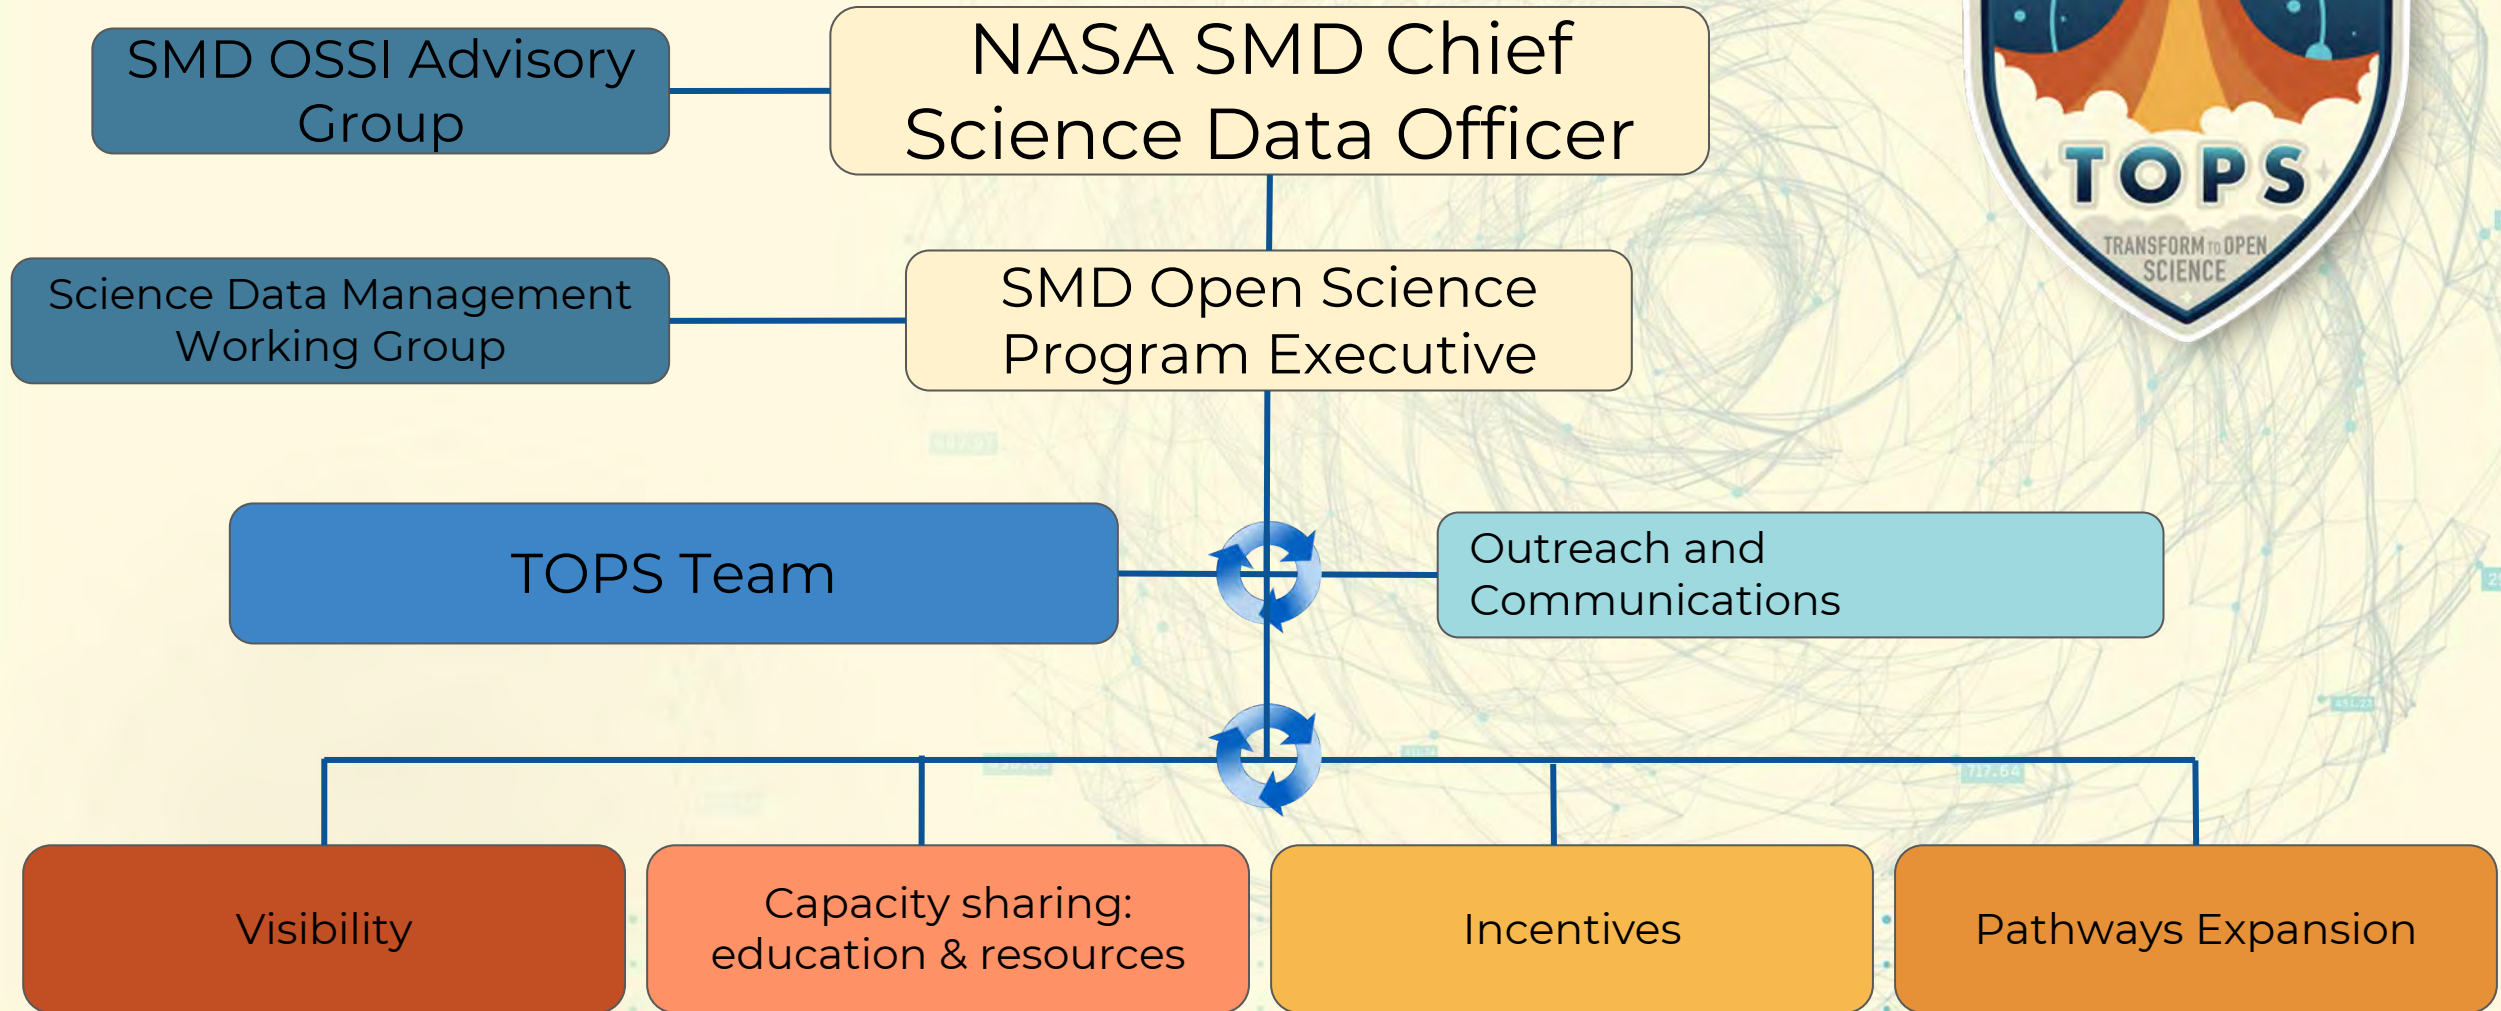 SMD OSSI Advisory
Group
NASA SMD Chief
Science Data Officer
TOPS
TRANSFORM TO OPEN
SCIENCE
Science Data Management
Working Group
SMD Open Science
Program Executive
TOPS Team
Outreach and
Communications
717.64
Visibility
Capacity sharing:
education & resources
Incentives
Pathways Expansion